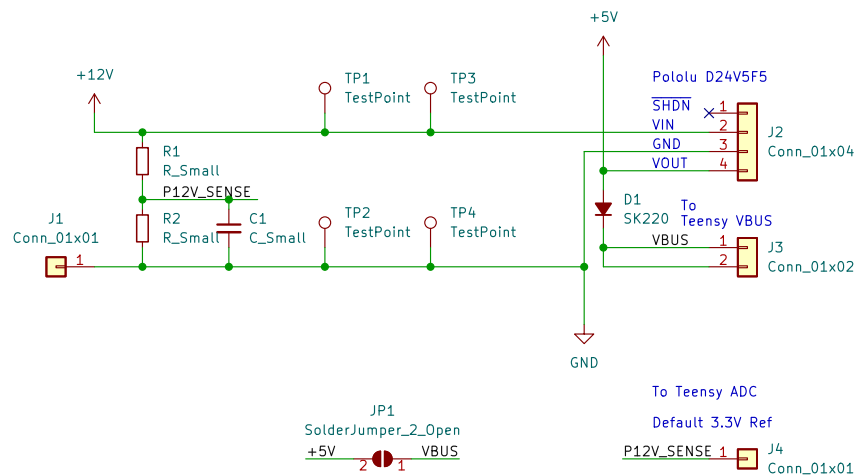 +5V
+12V
TP1
TestPoint
TP3
TestPoint
Pololu D24V5F5
SHDN
1
VIN
2
GND
3
VOUT
4
J2
Conn_01x04
R1
R_Small
P12V_SENSE
R2
R_Small
C1
C_Small
TP2
TestPoint
TP4
TestPoint
D1
SK220
To
Teensy VBUS
VBUS
1
2
J3
Conn_01x02
J1
Conn_01x01
1
GND
JP1
SolderJumper_2_Open
+5V
2
1
VBUS
To Teensy ADC
Default 3.3V Ref
P12V_SENSE
1
J4
Conn_01x01